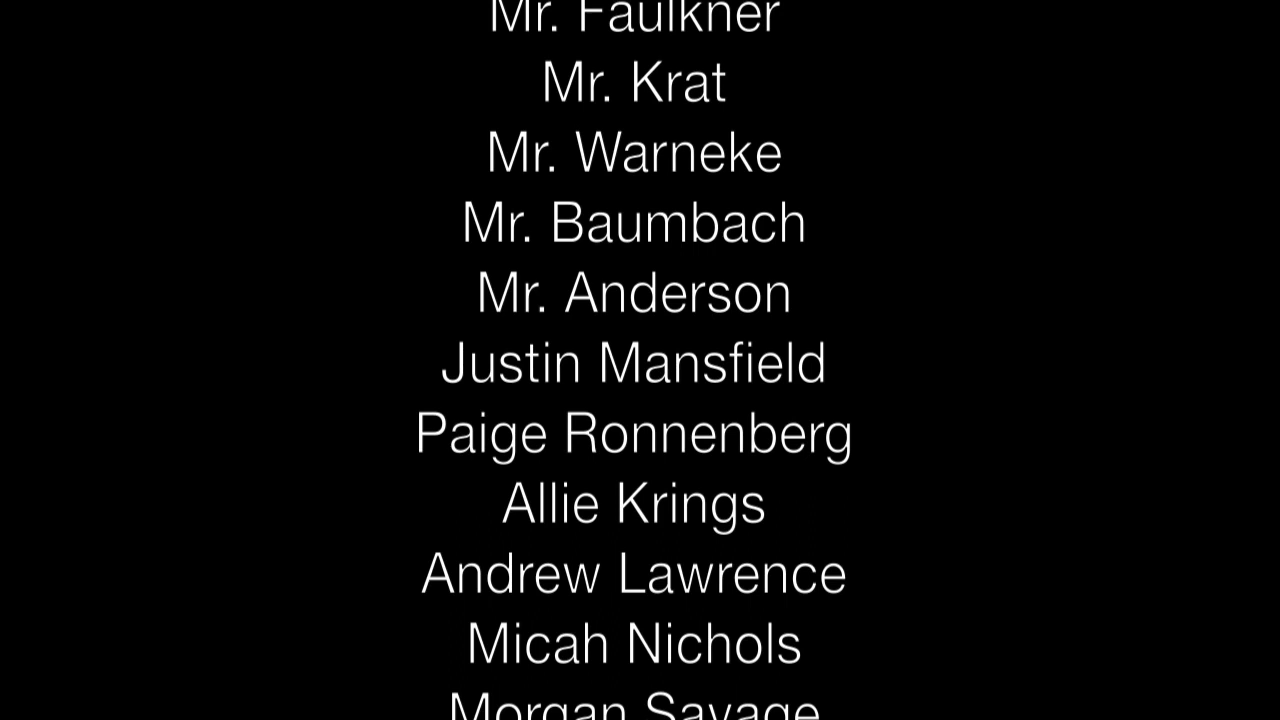 Mr. Faulkner
Mr. Krat
Mr. Warneke
Mr. Baumbach
Mr. Anderson
Justin Mansfield
Paige Ronnenberg
Allie Krings
Andrew Lawrence
Micah Nichols
Morgan Savage